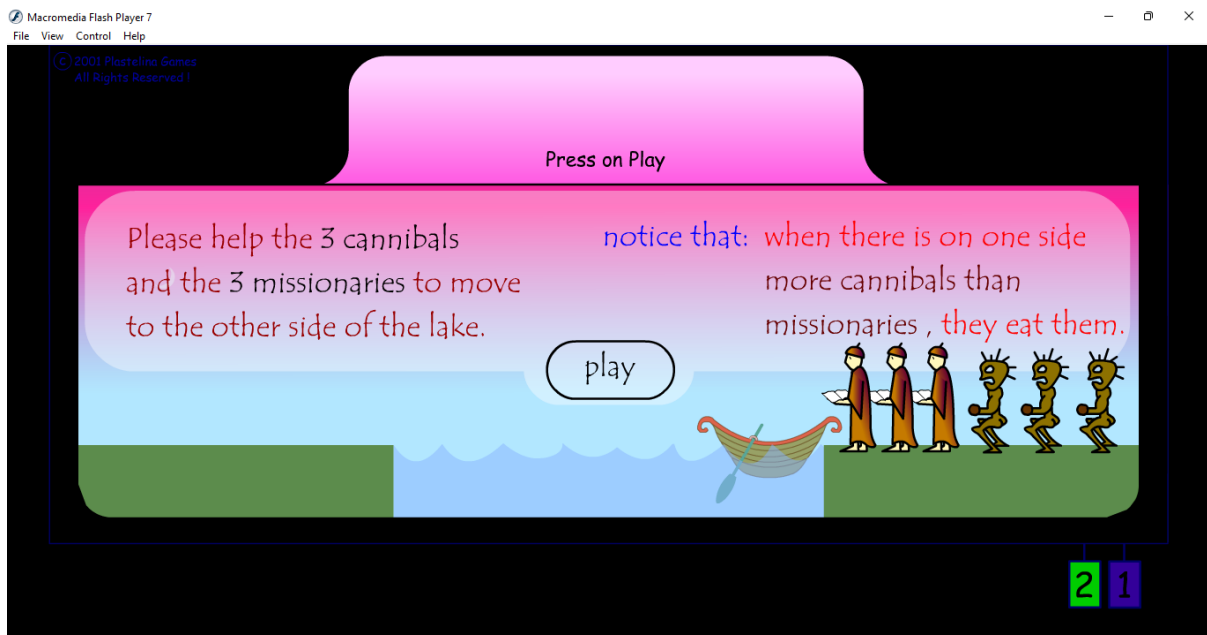 Macromedia Flash Player 7
File View Control Help
© 2001 Plastelina Games
All Rights Reserved !
Press on Play
Please help the 3 cannibals
and the 3 missionaries to move
to the other side of the lake.
notice that: when there is on one side
more cannibals than
missionaries , they eat them.
play
2 1